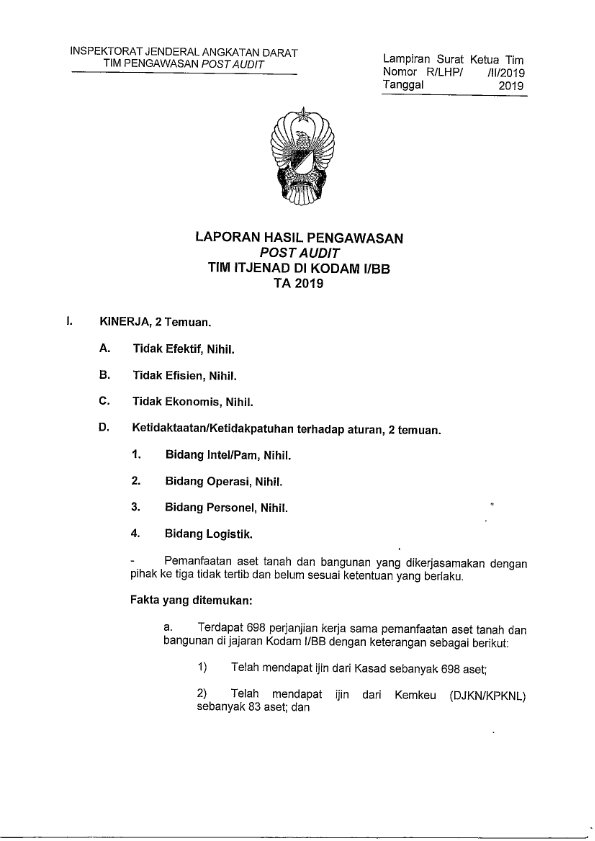 INSPEKTORAT JENDERAL ANGKATAN DARAT
TIM PENGAWASAN POST AUDIT
Lampiran Surat Ketua Tim
Nomor R/LHP/ /II/2019
Tanggal 2019
LAPORAN HASIL PENGAWASAN
POST AUDIT
TIM ITJENAD DI KODAM I/BB
TA 2019
I. KINERJA, 2 Temuan.
A. Tidak Efektif, Nihil.
B. Tidak Efisien, Nihil.
C. Tidak Ekonomis, Nihil.
D. Ketidaktaatan/Ketidakpatuhan terhadap aturan, 2 temuan.
1. Bidang Intel/Pam, Nihil.
2. Bidang Operasi, Nihil.
3. Bidang Personel, Nihil.
4. Bidang Logistik.
- Pemanfaatan aset tanah dan bangunan yang dikerjasamakan dengan
pihak ke tiga tidak tertib dan belum sesuai ketentuan yang berlaku.
Fakta yang ditemukan:
a. Terdapat 698 perjanjian kerja sama pemanfaatan aset tanah dan
bangunan di jajaran Kodam I/BB dengan keterangan sebagai berikut:
1) Telah mendapat ijin dari Kasad sebanyak 698 aset;
2) Telah mendapat ijin dari Kemkeu (DJKN/KPKNL)
sebanyak 83 aset; dan